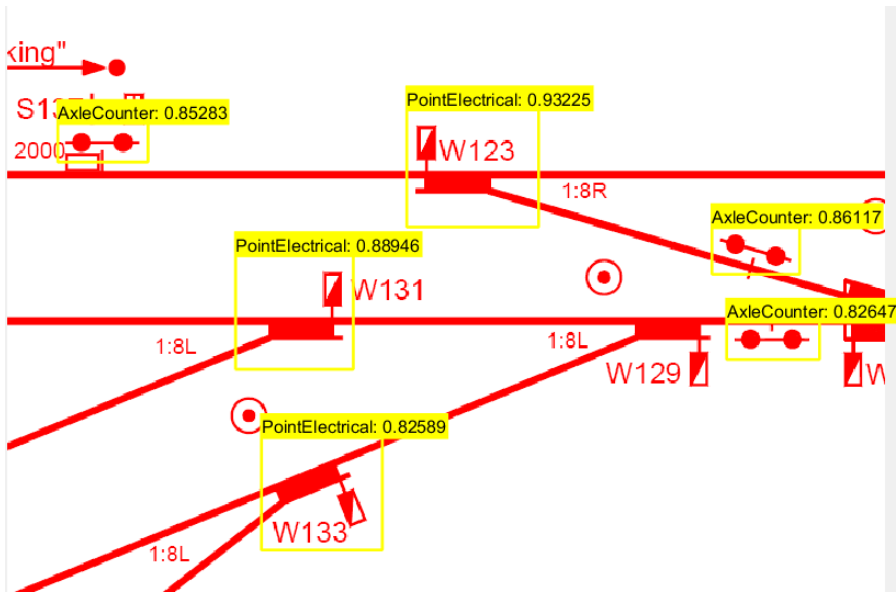 king"
PointElectrical: 0.93225
AxleCounter: 0.85283
2000
W123
1:8R
AxleCounter: 0.86117
PointElectrical: 0.88946
W131
AxleCounter: 0.82647
1:8L
1:8L
W129
W
PointElectrical: 0.82589
W133
1:8L